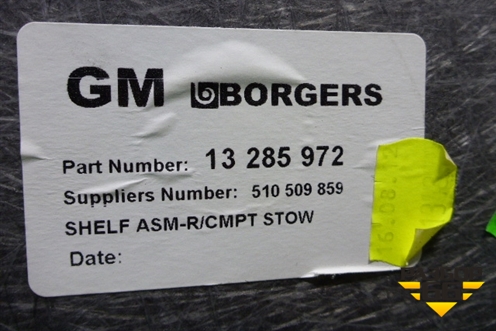 GM BORGERS
Part Number: 13 285 972
Suppliers Number: 510 509 859
SHELF ASM-R/CMPT STOW
Date: